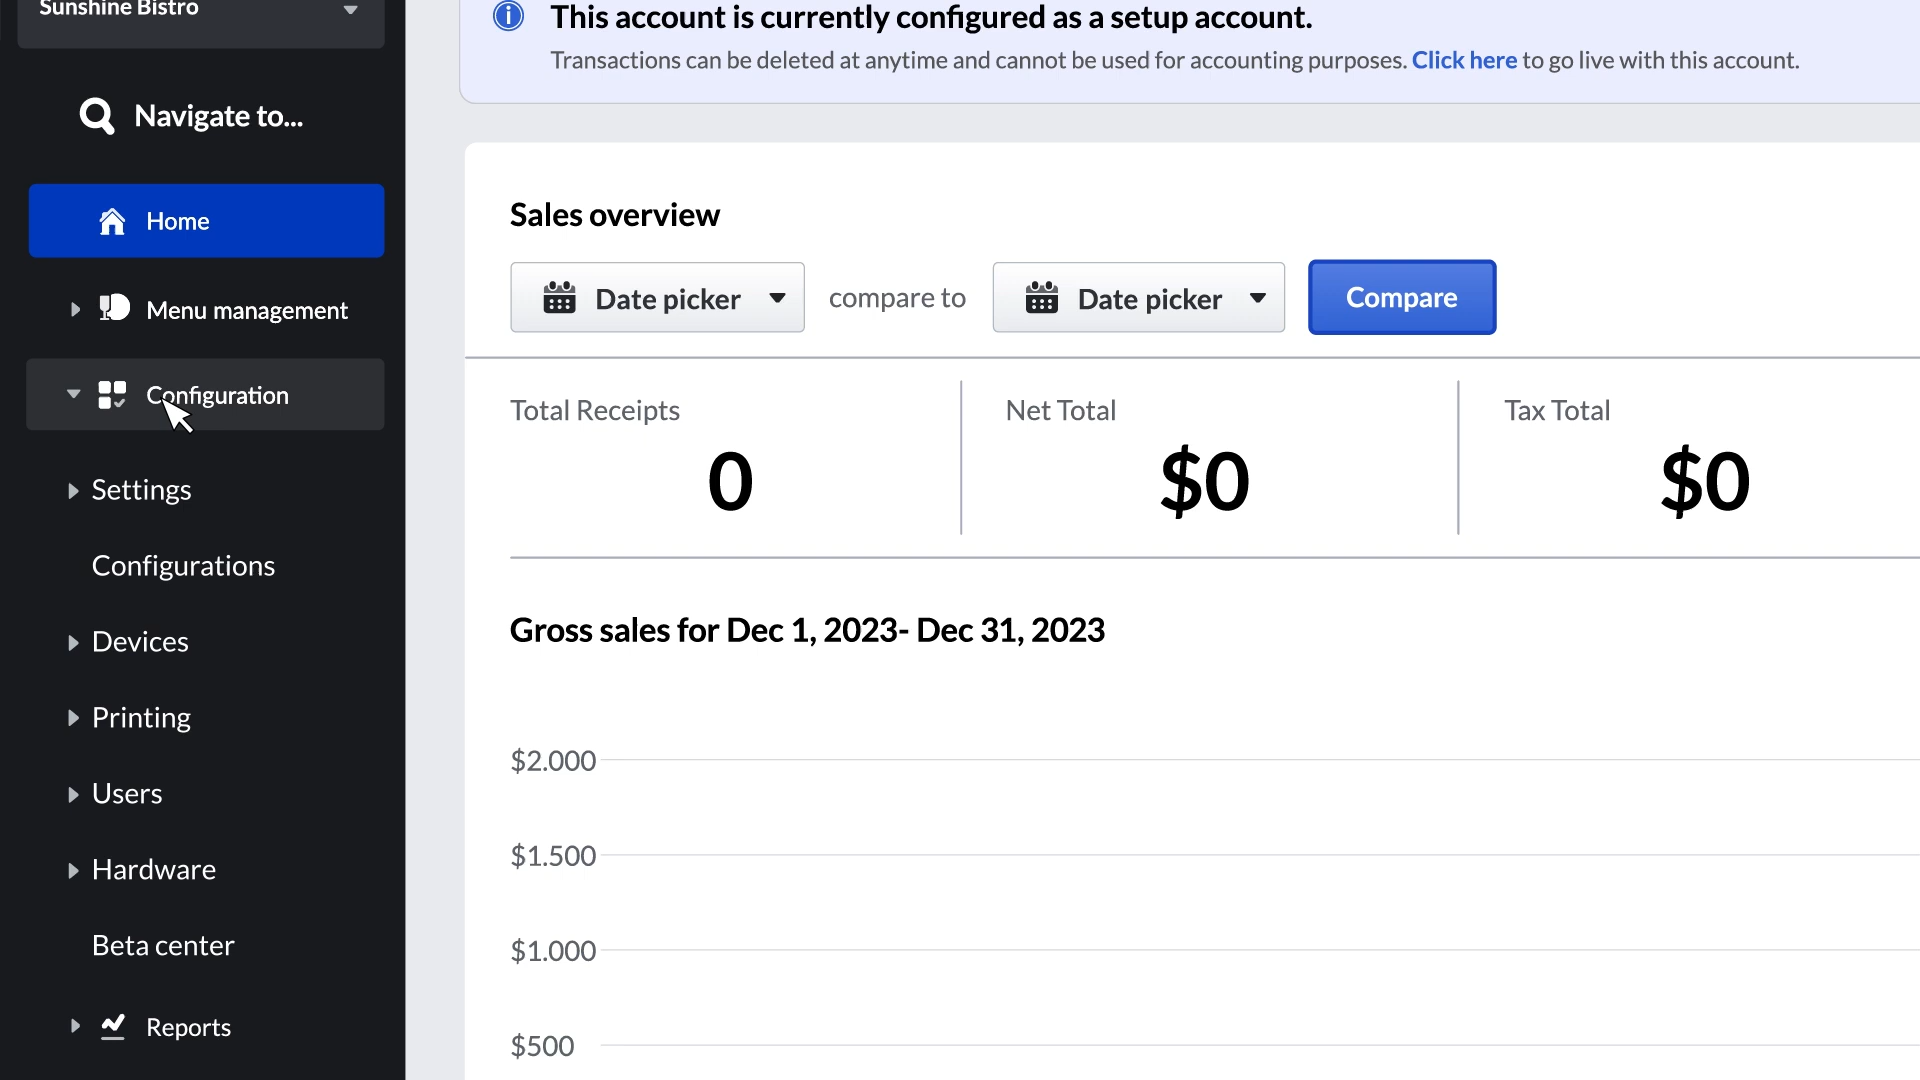 Sunshine Bistro
Navigate to...
Home
Menu management
Configuration
Settings
Configurations
Devices
Printing
Users
Hardware
Beta center
Reports
This account is currently configured as a setup account.
Transactions can be deleted at anytime and cannot be used for accounting purposes. Click here to go live with this account.
Sales overview
Date picker compare to Date picker Compare
Total Receipts Net Total Tax Total
0 $0 $0
Gross sales for Dec 1, 2023- Dec 31, 2023
$2.000
$1.500
$1.000
$500